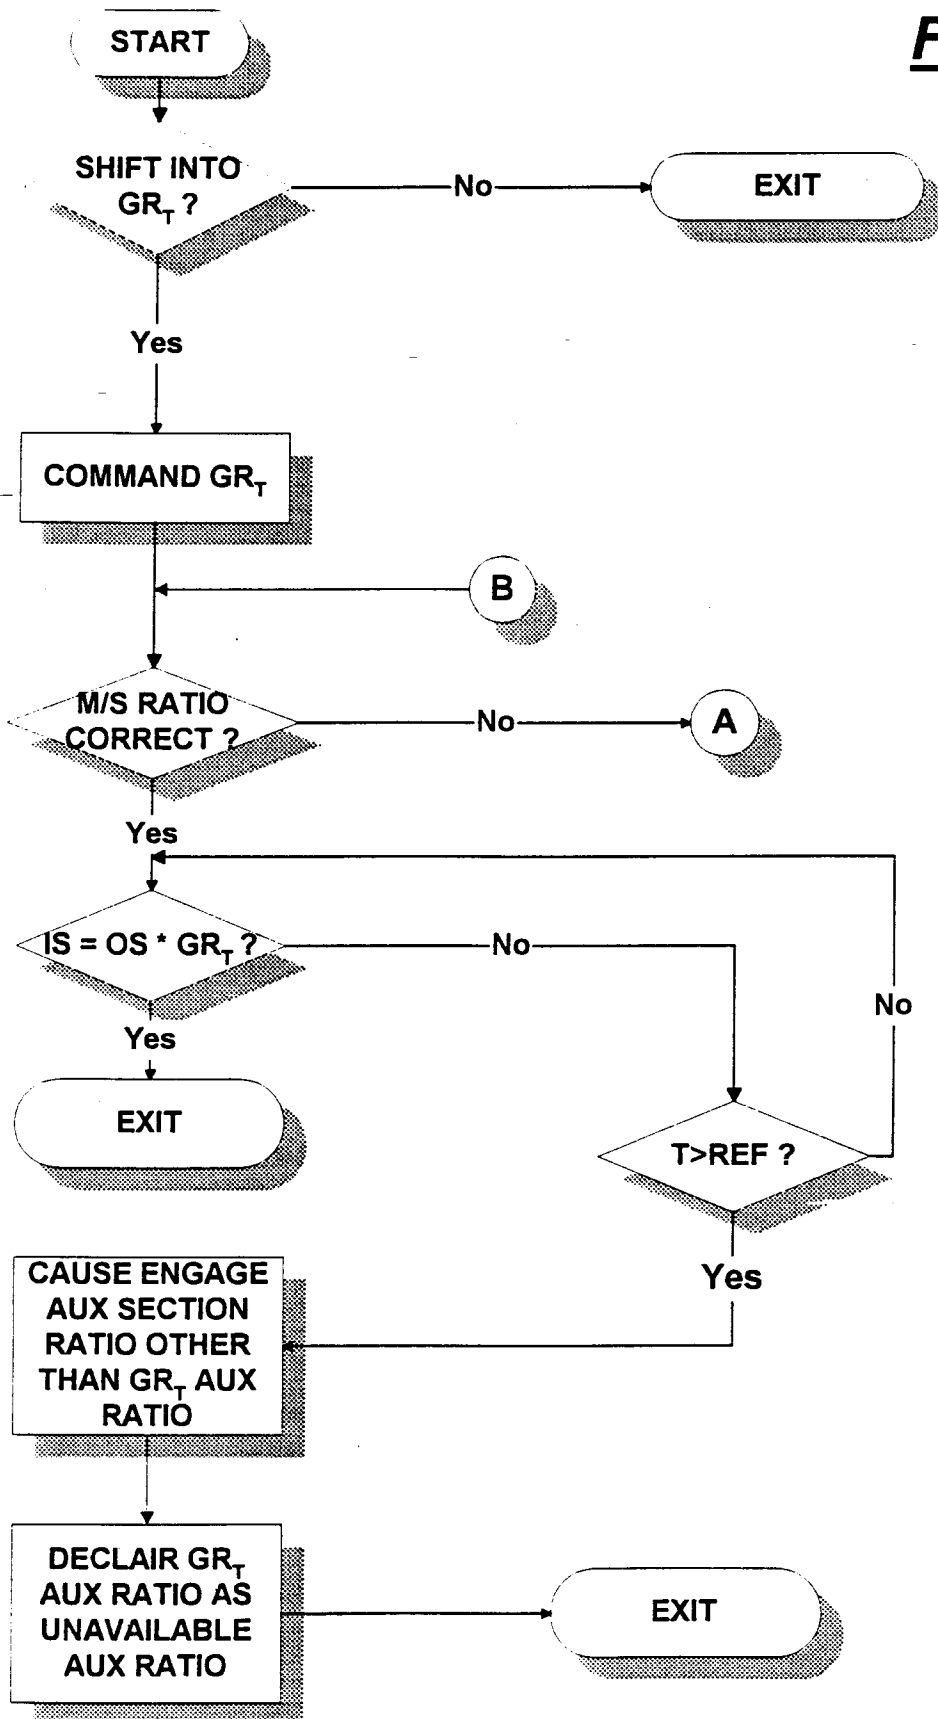 START
F
SHIFT INTO
GR_T ?
No
EXIT
Yes
COMMAND GR_T
B
M/S RATIO
CORRECT ?
No
A
Yes
IS = OS * GR_T ?
No
No
Yes
EXIT
T>REF ?
Yes
CAUSE ENGAGE
AUX SECTION
RATIO OTHER
THAN GR_T AUX
RATIO
DECLAIR GR_T
AUX RATIO AS
UNAVAILABLE
AUX RATIO
EXIT